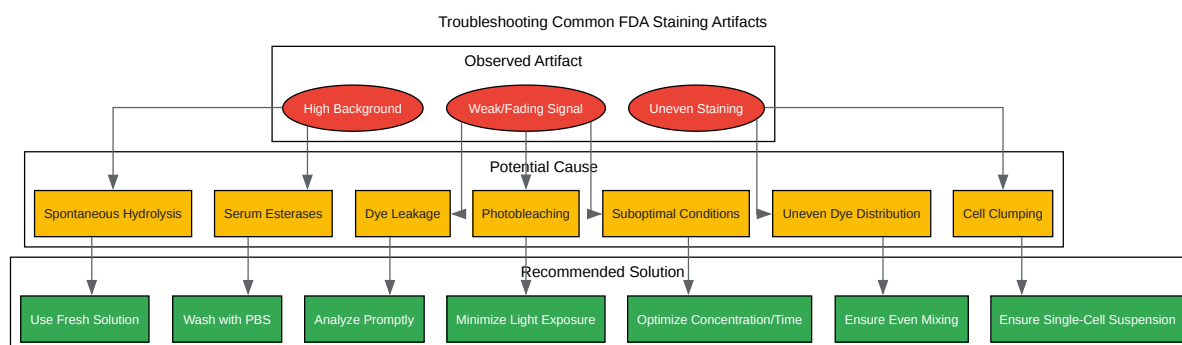 Troubleshooting Common FDA Staining Artifacts
Observed Artifact
High Background
Weak/Fading Signal
Uneven Staining
Potential Cause
Spontaneous Hydrolysis
Serum Esterases
Dye Leakage
Photobleaching
Suboptimal Conditions
Uneven Dye Distribution
Cell Clumping
Recommended Solution
Use Fresh Solution
Wash with PBS
Analyze Promptly
Minimize Light Exposure
Optimize Concentration/Time
Ensure Even Mixing
Ensure Single-Cell Suspension